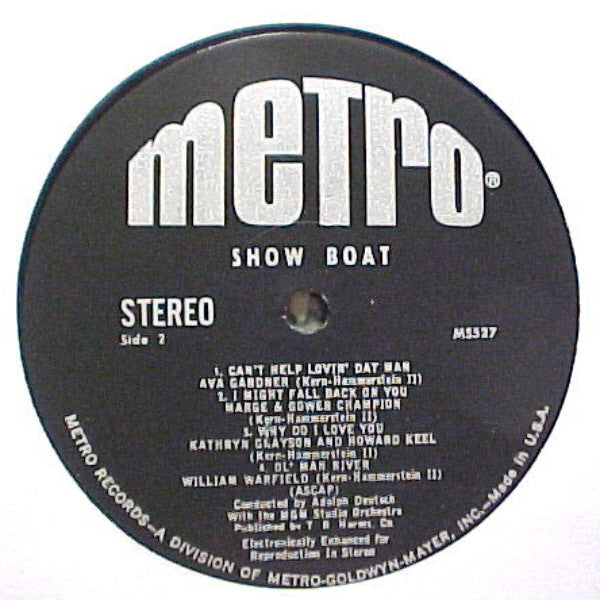 METRO®
SHOW BOAT
STEREO
Side 2
MS527
1. CAN'T HELP LOVIN' DAT MAN
AVA GARDNER (Kern-Hammerstein II)
2. I MIGHT FALL BACK ON YOU
MARGE & GOWER CHAMPION
(Kern-Hammerstein II)
3. WHY DO I LOVE YOU
KATHRYN GRAYSON AND HOWARD KEEL
(Kern-Hammerstein II)
4. OL' MAN RIVER
WILLIAM WARFIELD (Kern-Hammerstein II)
(ASCAP)
Conducted by Adolph Deutsch
With the MGM Studio Orchestra
Published by T B Harms, Co
Electronically Enhanced for
Reproduction In Stereo
METRO RECORDS—A DIVISION OF METRO-GOLDWYN-MAYER, INC.—Made in U.S.A.